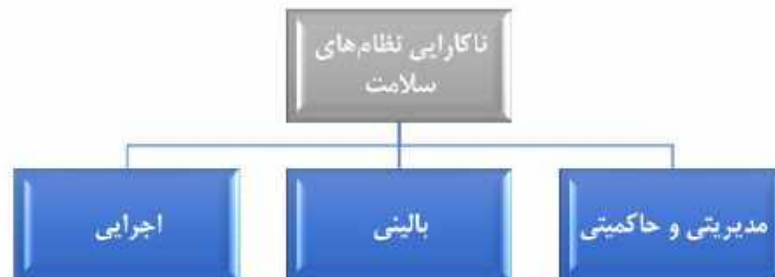 ناکارایی نظام‌های
سلامت
مدیریتی و حاکمیتی
بالینی
اجرایی